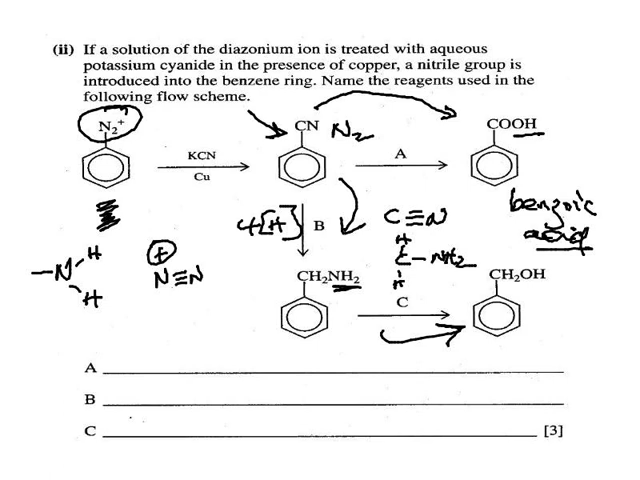 (ii) If a solution of the diazonium ion is treated with aqueous
potassium cyanide in the presence of copper, a nitrile group is
introduced into the benzene ring. Name the reagents used in the
following flow scheme.
N₂⁺
CN N₂
COOH
KCN
Cu
A
benzoic
acid
4[H] B
C≡N
H
C-NH₂
H
-N H
H
+
N≡N
CH₂NH₂
C
CH₂OH
A
B
C [3]